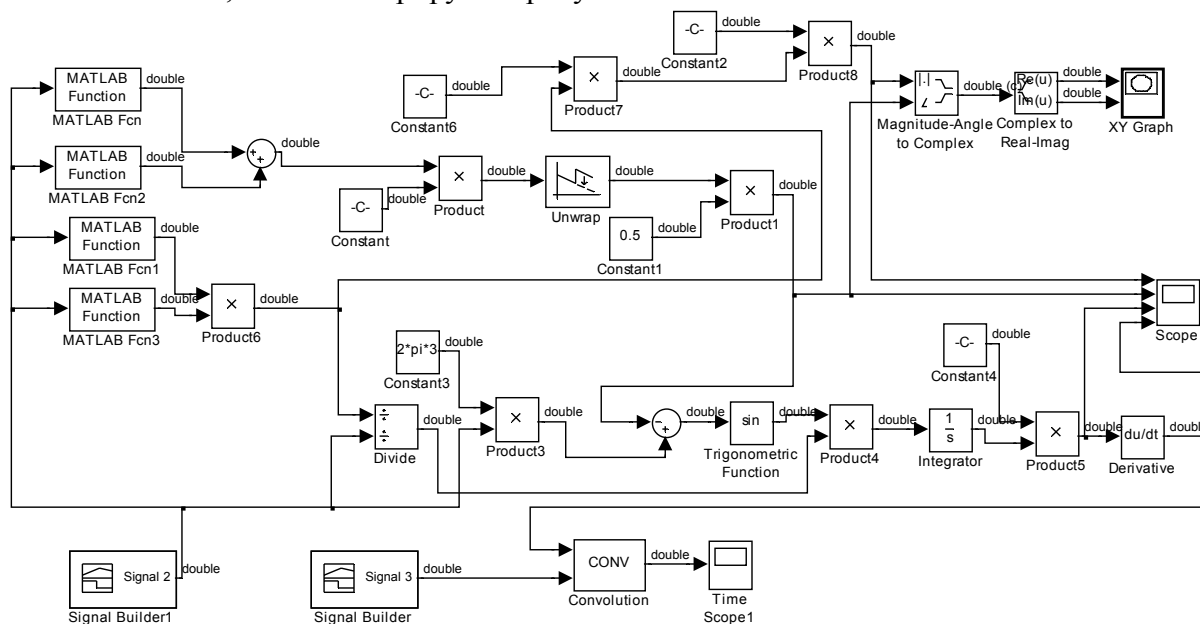 -C-
double
Constant2
×
double
Product8
MATLAB
Function
double
MATLAB Fcn
-C-
double
Constant6
×
double
Product7
|·|
∠
double (c)
Magnitude-Angle
to Complex
Re(u)
Im(u)
double
double
Complex to
Real-Imag
XY Graph
MATLAB
Function
double
MATLAB Fcn2
+
+
double
-C-
double
Constant
×
double
Product
Unwrap
double
0.5
double
Constant1
×
double
Product1
MATLAB
Function
double
MATLAB Fcn1
MATLAB
Function
double
MATLAB Fcn3
×
double
Product6
Scope
2*pi*3
double
Constant3
-C-
double
Constant4
÷
÷
double
Divide
×
double
Product3
−
+
double
sin
double
Trigonometric
Function
×
double
Product4
1
s
double
Integrator
×
double
Product5
du/dt
Derivative
Signal 2
double
Signal Builder1
Signal 3
double
Signal Builder
CONV
double
Convolution
Time
Scope1